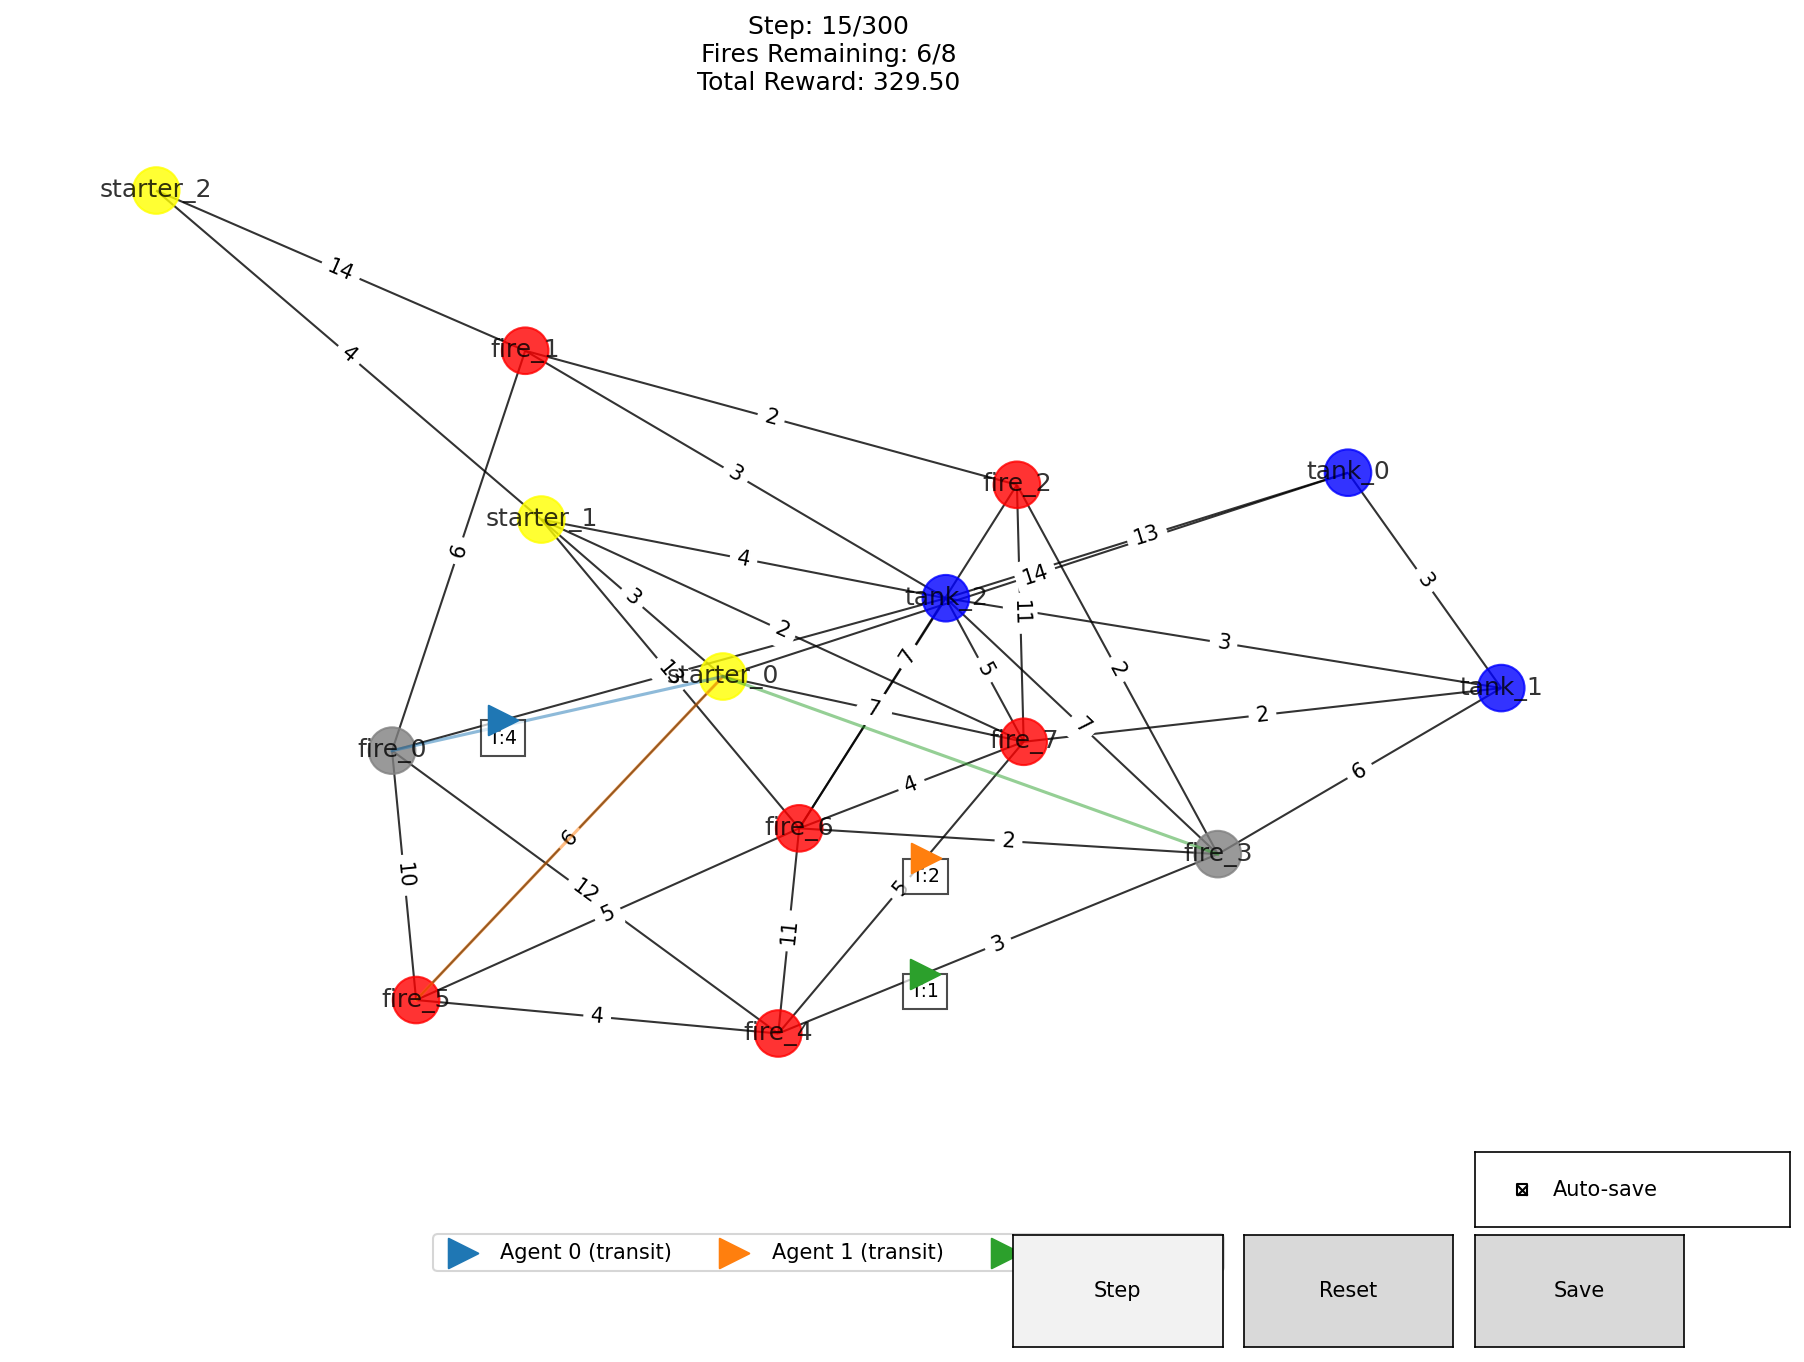 Step: 15/300
Fires Remaining: 6/8
Total Reward: 329.50
starter_2
14
fire_1
4
2
3
fire_2
tank_0
starter_1
13
6
4
14
3
3
11
tank_2
2
3
7
5
2
starter_0
tank_1
7
7
2
fire_0
T:4
fire_7
6
4
fire_6
2
fire_3
6
10
12
5
5
T:2
11
3
T:1
fire_5
4
fire_4
Auto-save
Agent 0 (transit)
Agent 1 (transit)
Step
Reset
Save